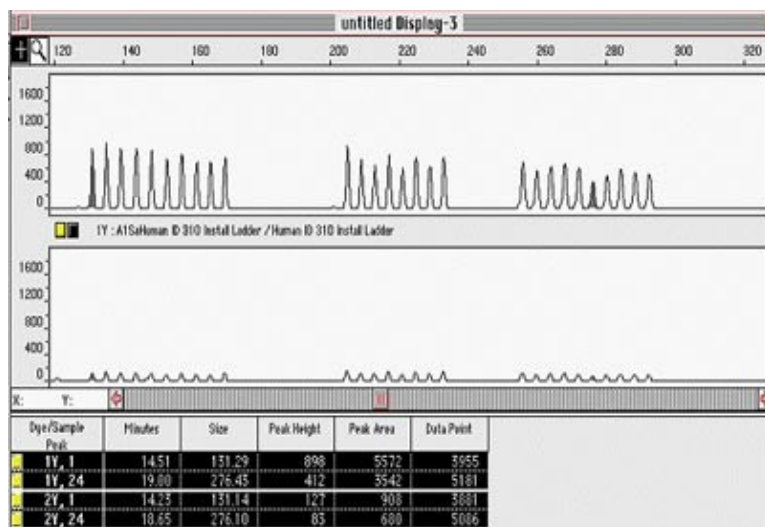 untitled Display-3
120 140 160 180 200 220 240 260 280 300 320
1600
1200
800
400
0
1Y : A1SaHuman ID 310 Install Ladder / Human ID 310 Install Ladder
1600
1200
800
400
0
X: Y:
Dye/Sample Peak Minutes Size Peak Height Peak Area Data Point
1Y, 1 14.51 131.29 898 5572 3955
1Y, 24 19.00 276.43 412 3542 5181
2Y, 1 14.23 131.14 127 908 3881
2Y, 24 18.65 276.10 83 680 5086